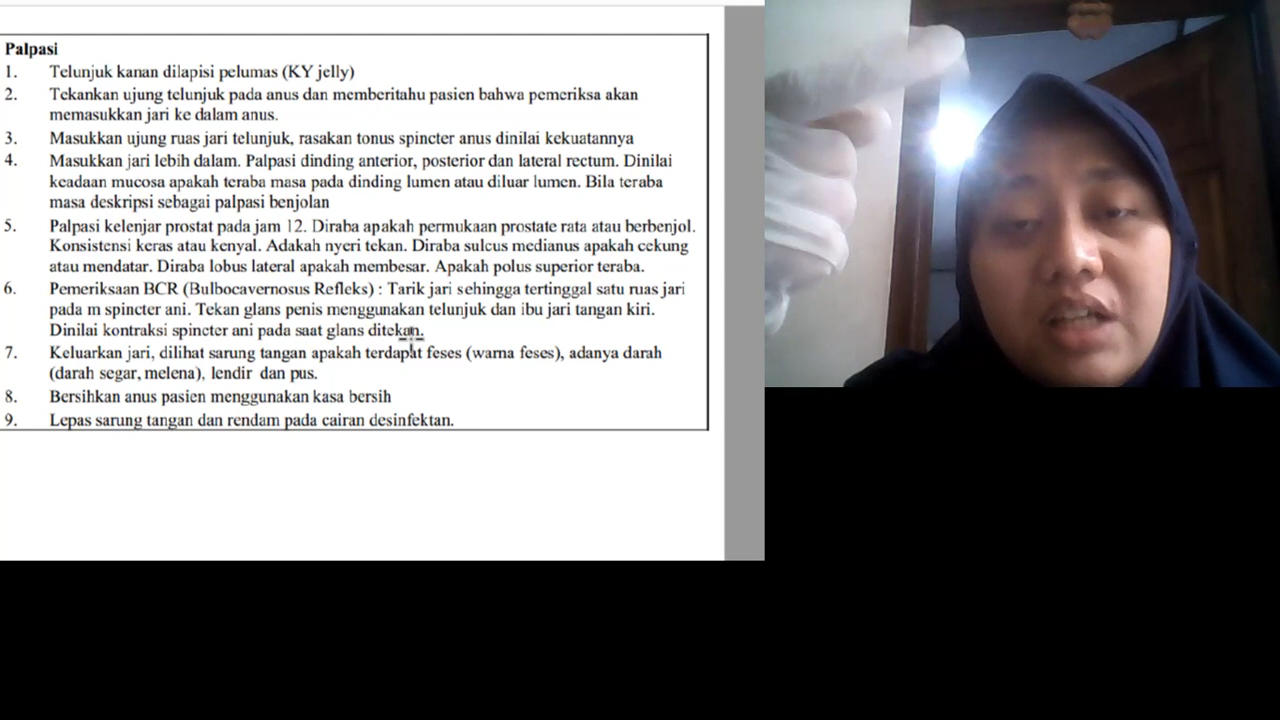 Palpasi
1. Telunjuk kanan dilapisi pelumas (KY jelly)
2. Tekankan ujung telunjuk pada anus dan memberitahu pasien bahwa pemeriksa akan
memasukkan jari ke dalam anus.
3. Masukkan ujung ruas jari telunjuk, rasakan tonus spincter anus dinilai kekuatannya
4. Masukkan jari lebih dalam. Palpasi dinding anterior, posterior dan lateral rectum. Dinilai
keadaan mucosa apakah teraba masa pada dinding lumen atau diluar lumen. Bila teraba
masa deskripsi sebagai palpasi benjolan
5. Palpasi kelenjar prostat pada jam 12. Diraba apakah permukaan prostate rata atau berbenjol.
Konsistensi keras atau kenyal. Adakah nyeri tekan. Diraba sulcus medianus apakah cekung
atau mendatar. Diraba lobus lateral apakah membesar. Apakah polus superior teraba.
6. Pemeriksaan BCR (Bulbocavernosus Refleks) : Tarik jari sehingga tertinggal satu ruas jari
pada m spincter ani. Tekan glans penis menggunakan telunjuk dan ibu jari tangan kiri.
Dinilai kontraksi spincter ani pada saat glans ditekan.
7. Keluarkan jari, dilihat sarung tangan apakah terdapat feses (warna feses), adanya darah
(darah segar, melena), lendir dan pus.
8. Bersihkan anus pasien menggunakan kasa bersih
9. Lepas sarung tangan dan rendam pada cairan desinfektan.